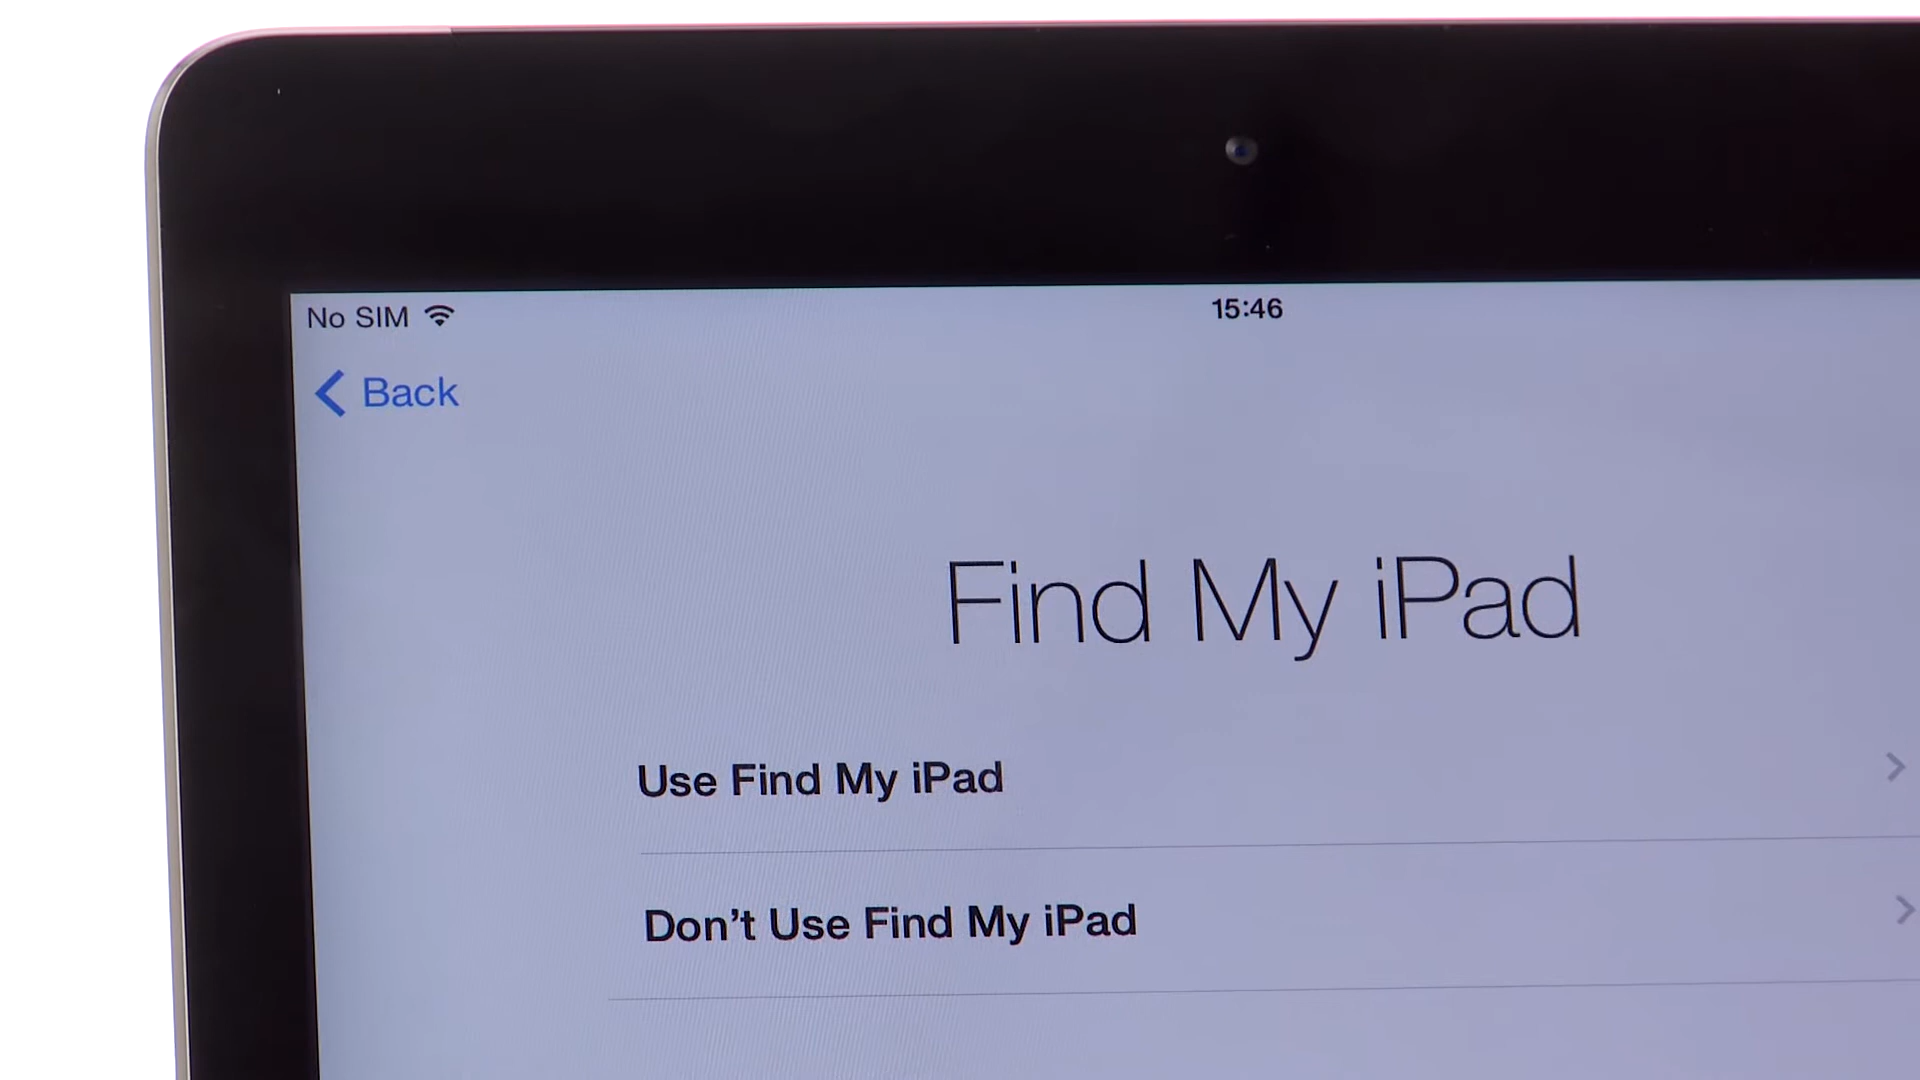 No SIM
15:46
Back
Find My iPad
Use Find My iPad
Don’t Use Find My iPad